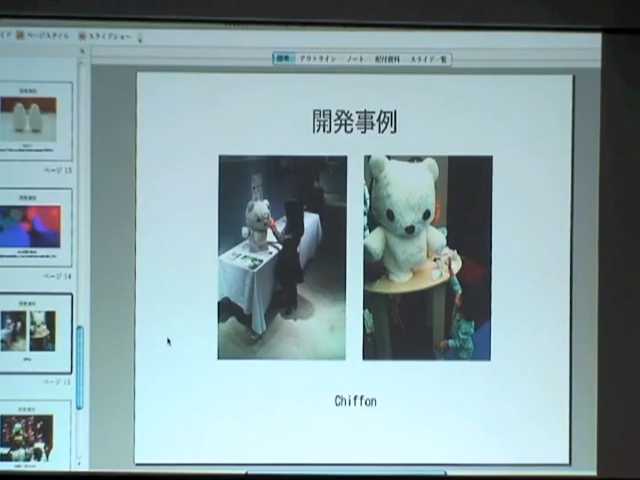 ページスタイル スライドショー
標準 アウトライン ノート 配付資料 スライド一覧
開発事例
Chiffon
ページ 13
ページ 14
ページ 15